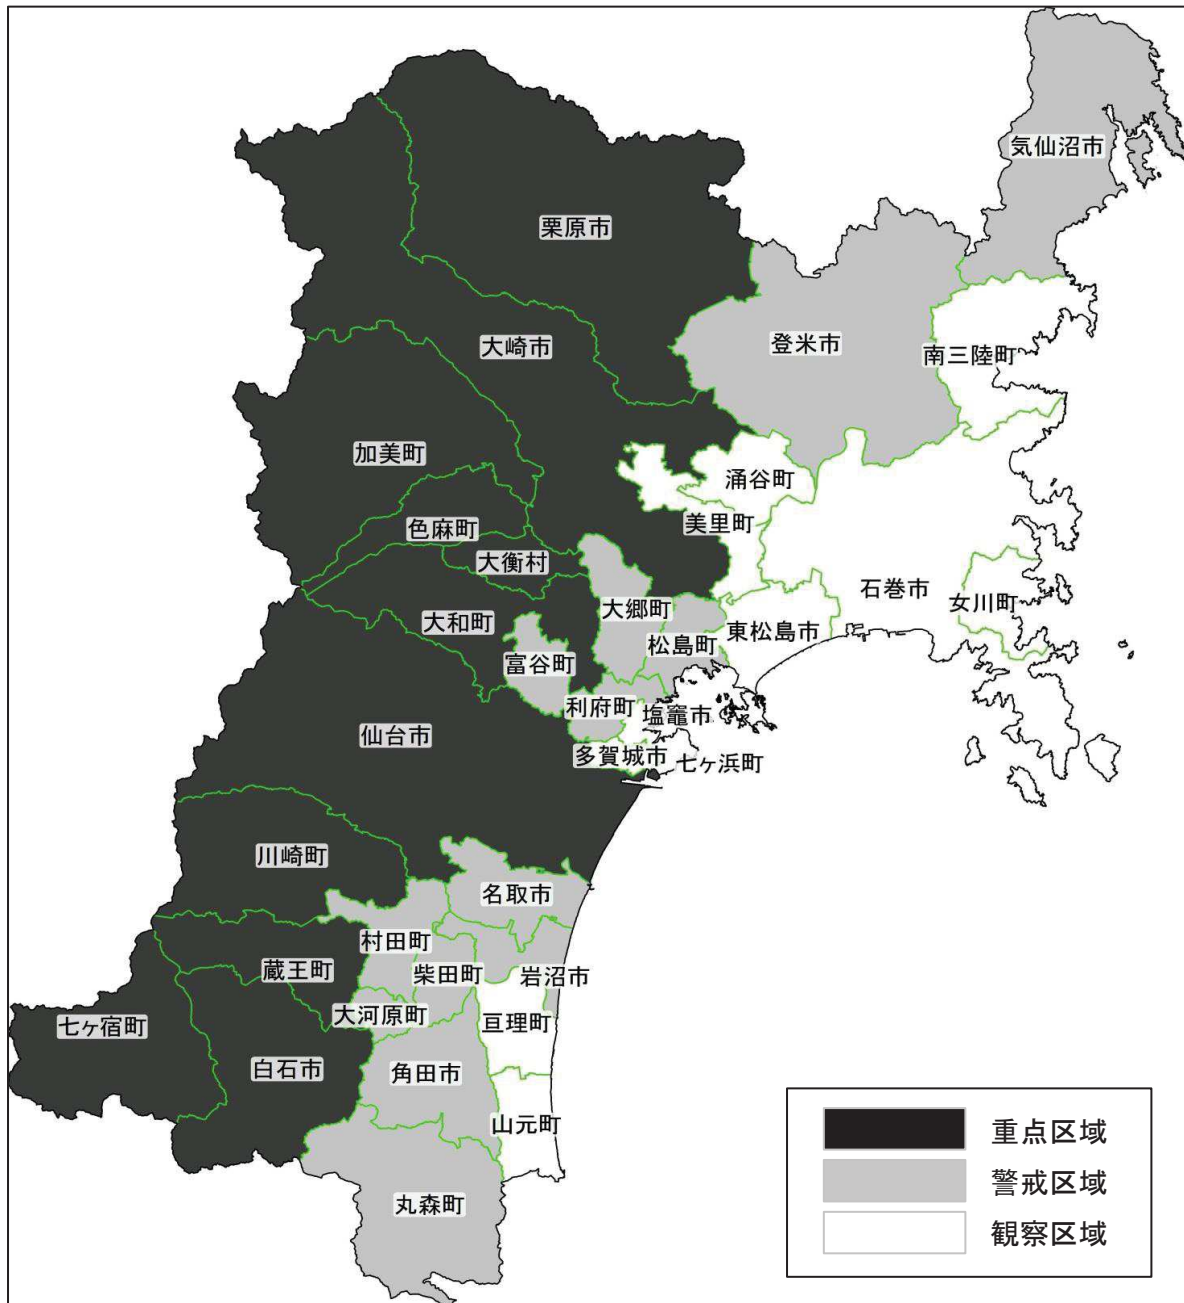 気仙沼市
栗原市
登米市
大崎市
南三陸町
加美町
涌谷町
色麻町
美里町
大衡村
石巻市
女川町
大郷町
大和町
東松島市
松島町
富谷町
利府町
塩竈市
仙台市
多賀城市
七ヶ浜町
川崎町
名取市
村田町
蔵王町
柴田町
岩沼市
大河原町
亘理町
七ヶ宿町
白石市
角田市
山元町
丸森町
重点区域
警戒区域
観察区域